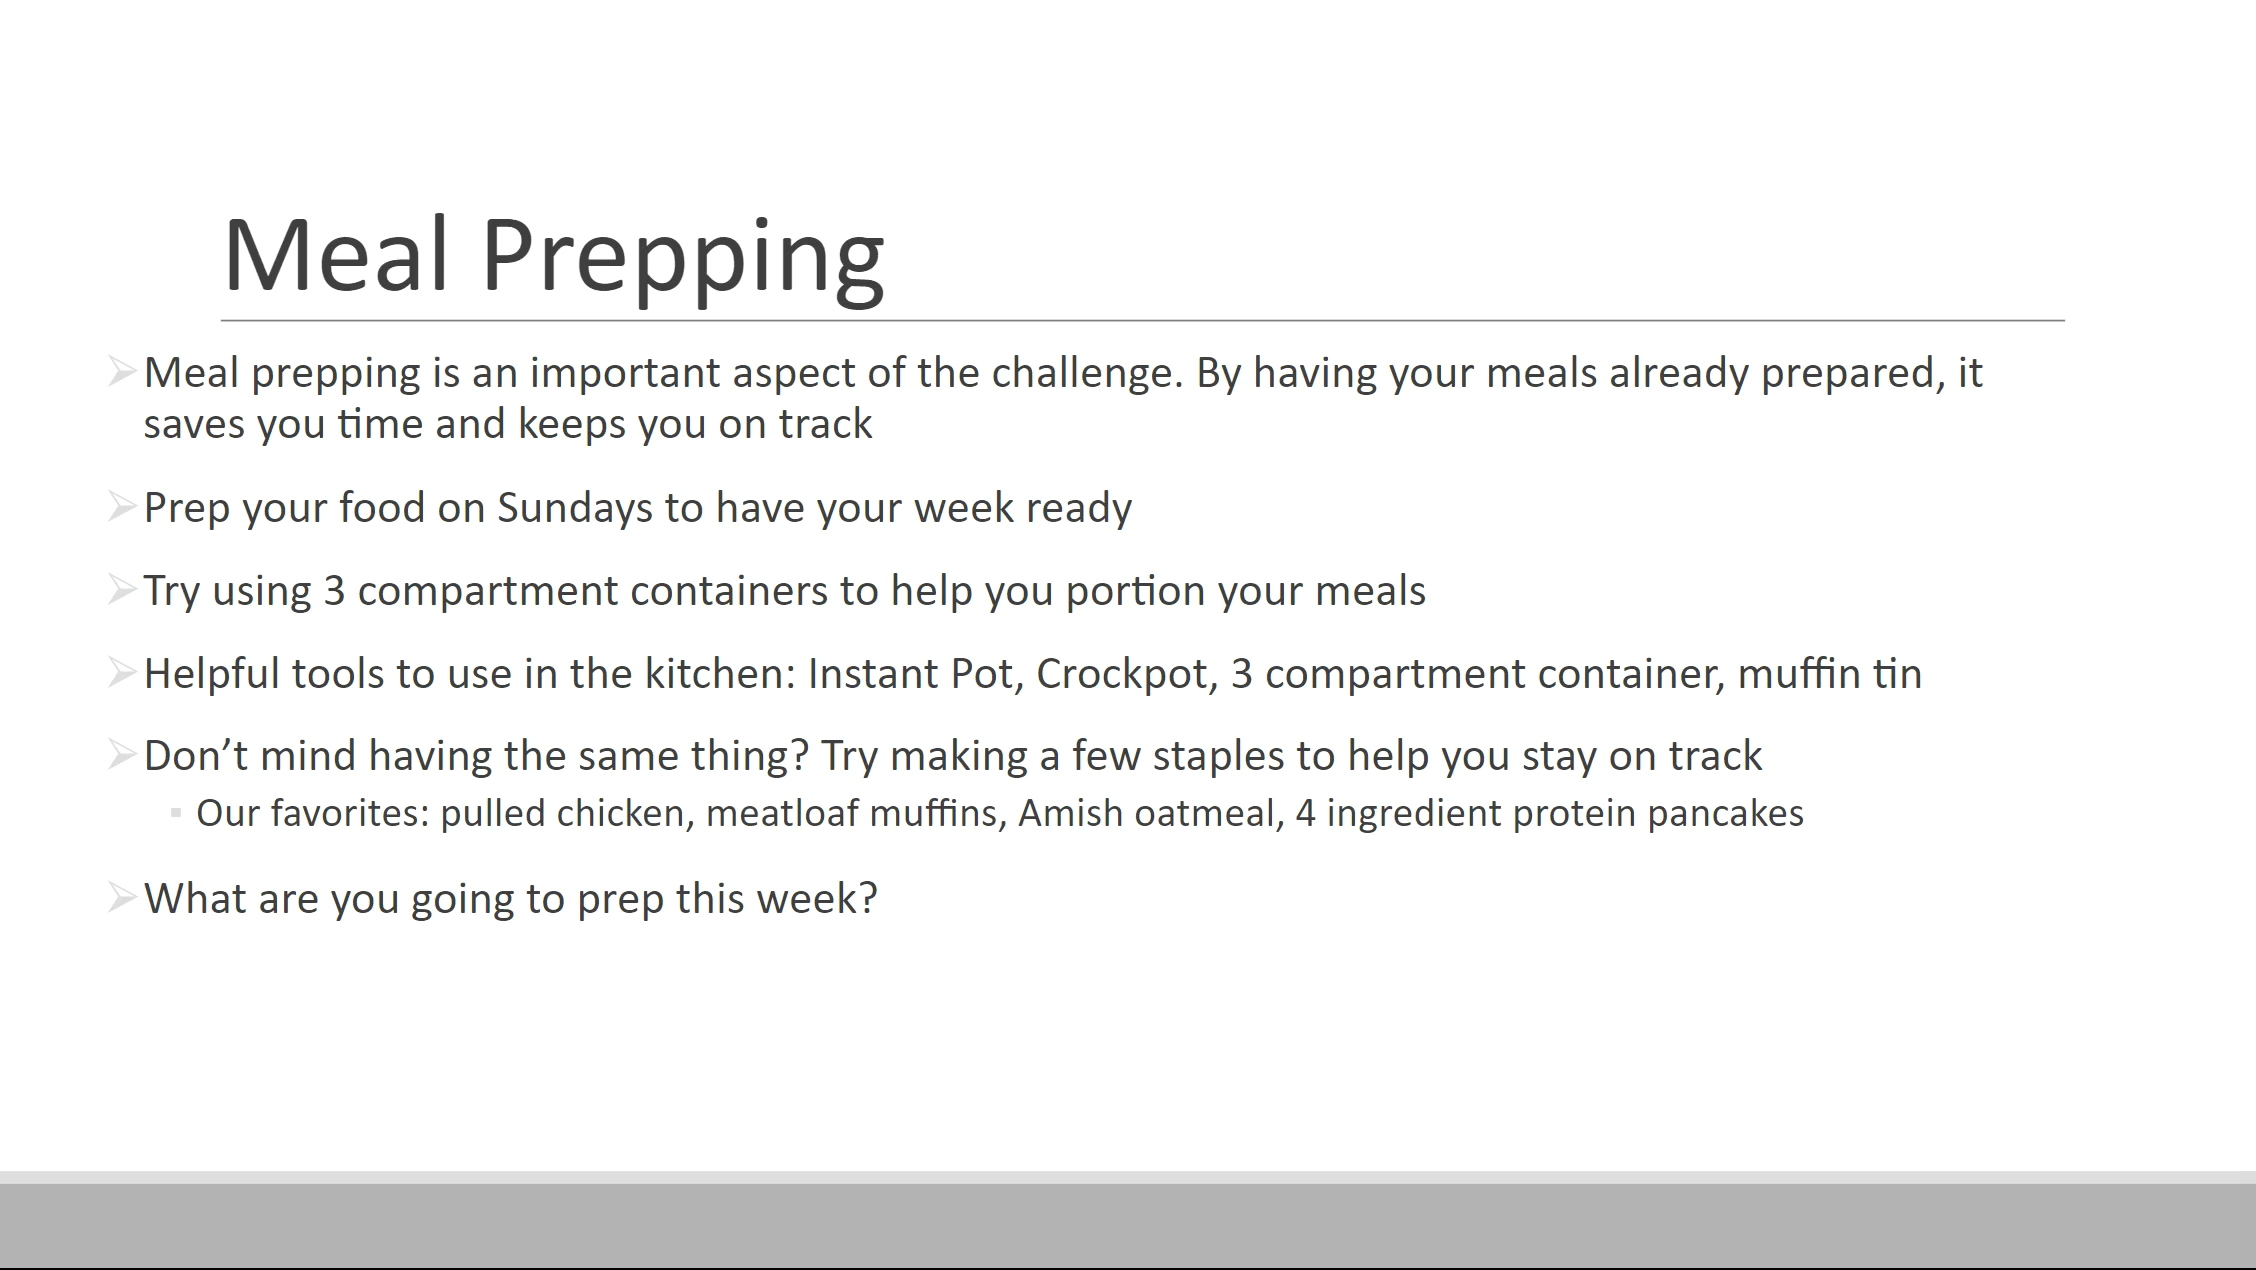 Meal Prepping
Meal prepping is an important aspect of the challenge. By having your meals already prepared, it
saves you time and keeps you on track
Prep your food on Sundays to have your week ready
Try using 3 compartment containers to help you portion your meals
Helpful tools to use in the kitchen: Instant Pot, Crockpot, 3 compartment container, muffin tin
Don’t mind having the same thing? Try making a few staples to help you stay on track
Our favorites: pulled chicken, meatloaf muffins, Amish oatmeal, 4 ingredient protein pancakes
What are you going to prep this week?